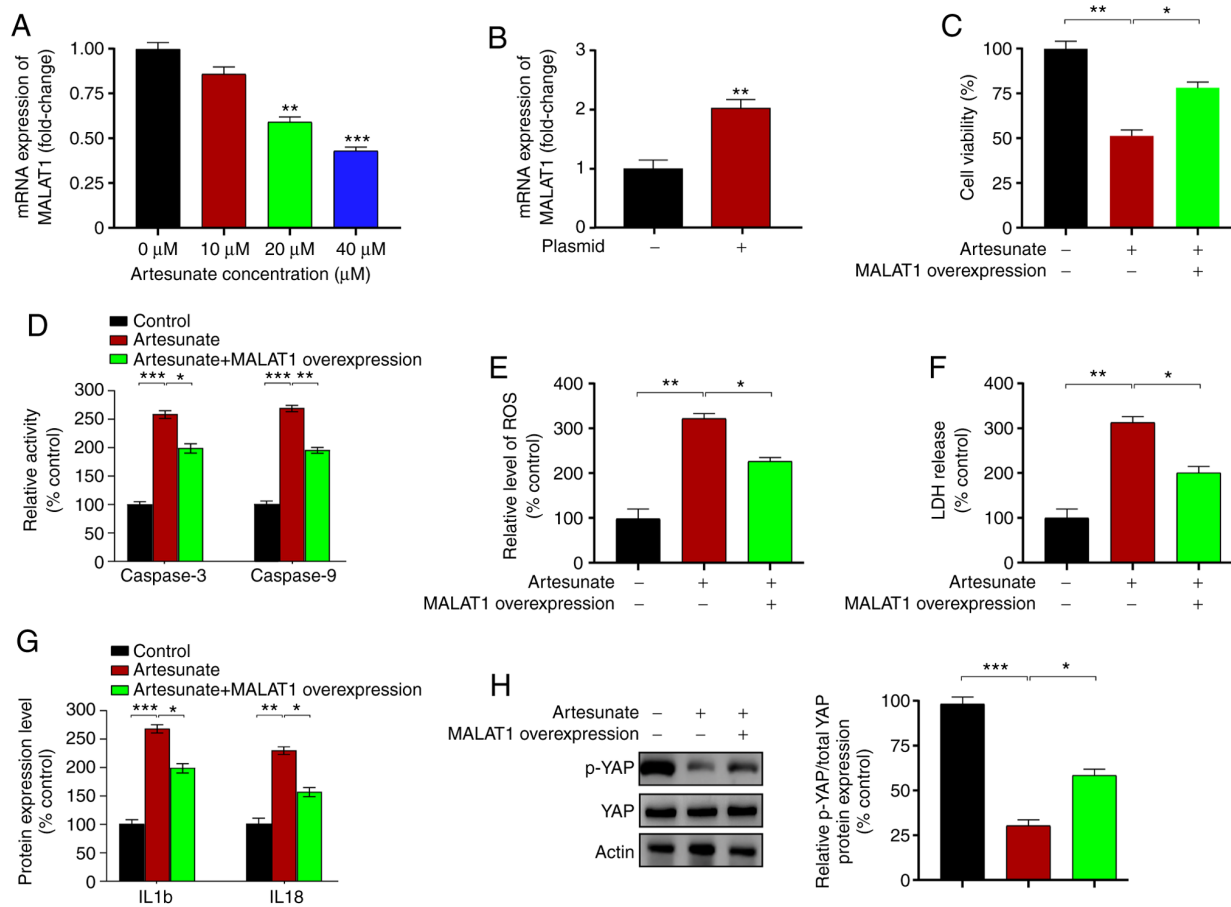 A
mRNA expression of
MALAT1 (fold-change)
1.00
0.75
0.50
0.25
0
**
***
0 μM
10 μM
20 μM
40 μM
Artesunate concentration (μM)
B
mRNA expression of
MALAT1 (fold-change)
3
2
1
0
**
Plasmid
–
+
C
Cell viability (%)
100
75
50
25
0
**
*
Artesunate – + +
MALAT1 overexpression – – +
D
Control
Artesunate
Artesunate+MALAT1 overexpression
Relative activity
(% control)
300
250
200
150
100
50
0
*** *
*** **
Caspase-3
Caspase-9
E
Relative level of ROS
(% control)
400
300
200
100
0
**
*
Artesunate – + +
MALAT1 overexpression – – +
F
LDH release
(% control)
400
300
200
100
0
**
*
Artesunate – + +
MALAT1 overexpression – – +
G
Control
Artesunate
Artesunate+MALAT1 overexpression
Protein expression level
(% control)
300
250
200
150
100
50
0
*** *
** *
IL1b
IL18
H
Artesunate – + +
MALAT1 overexpression – – +
p-YAP
YAP
Actin
Relative p-YAP/total YAP
protein expression
(% control)
100
75
50
25
0
***
*